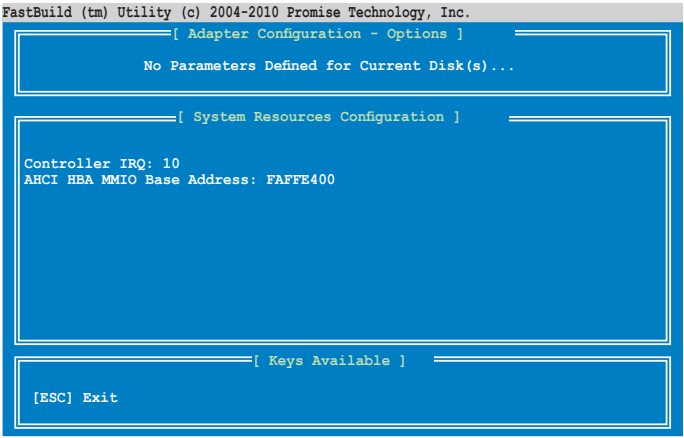 FastBuild (tm) Utility (c) 2004-2010 Promise Technology, Inc.
[ Adapter Configuration - Options ]
No Parameters Defined for Current Disk(s)...
[ System Resources Configuration ]
Controller IRQ: 10
AHCI HBA MMIO Base Address: FAFFE400
[ Keys Available ]
[ESC] Exit